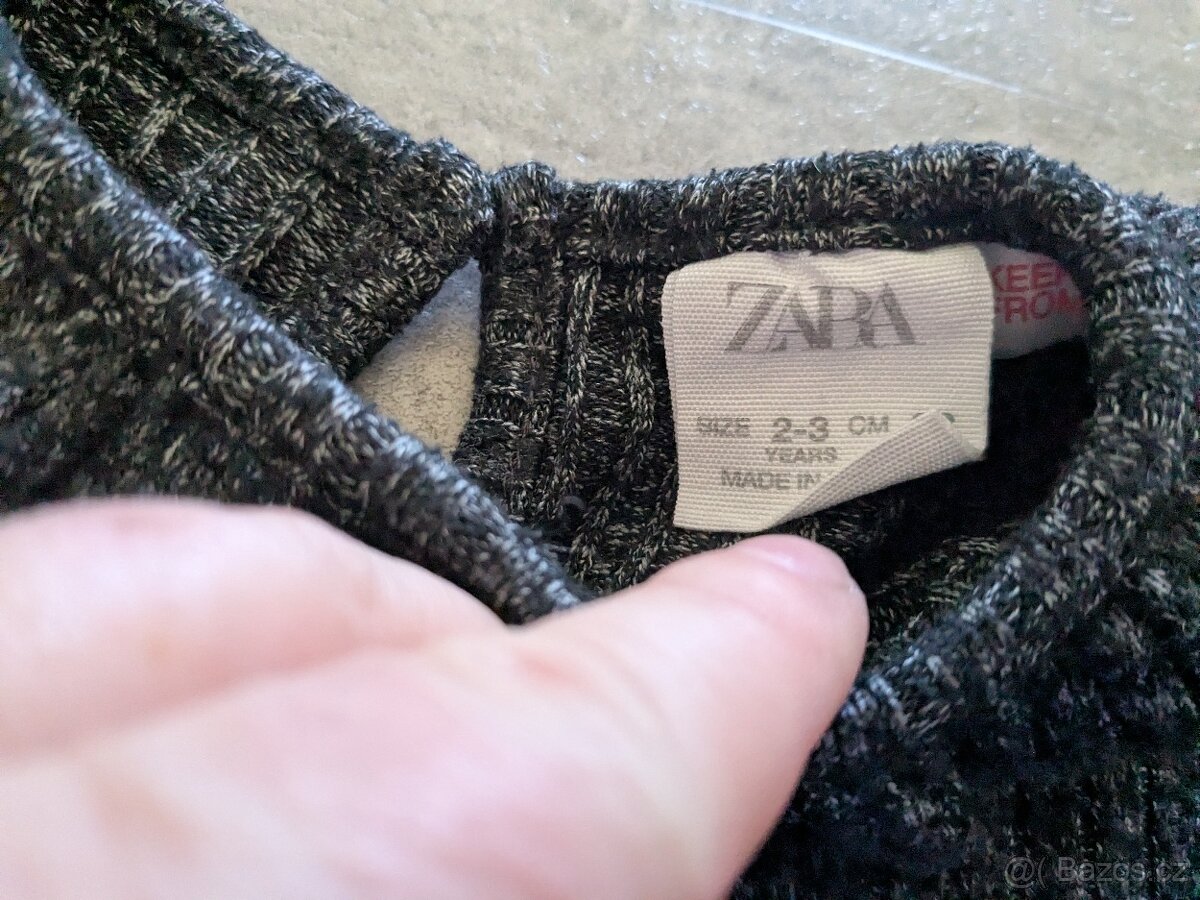 ZARA
KEEP
FROM
SIZE 2-3 CM
YEARS
MADE IN
@( Bazos.cz